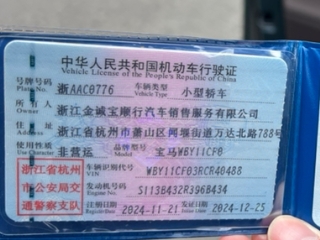 中华人民共和国机动车行驶证
Vehicle License of the People's Republic of China
号牌号码 Plate No. 浙AAC0776 车辆类型 Vehicle Type 小型轿车
所有人 Owner 浙江金诚宝顺行汽车销售服务有限公司
住址 Address 浙江省杭州市萧山区闻堰街道万达北路788号
使用性质 Use Character 非营运 品牌型号 Model 宝马WBY11CF0
浙江省杭州市公安局交通警察支队
车辆识别代号 VIN WBY11CF03RCR40488
发动机号码 Engine No. S113B432R3968434
注册日期 Register Date 2024-11-21 发证日期 Issue Date 2024-12-25